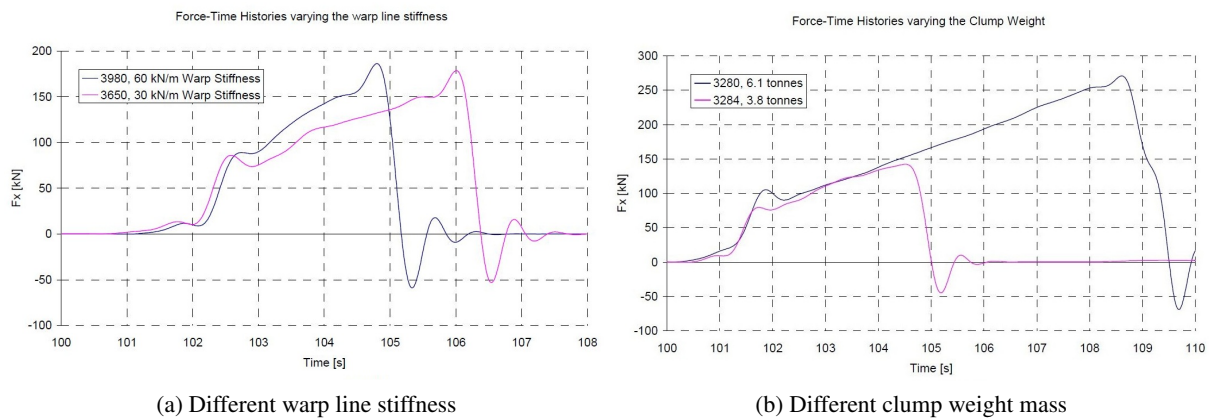 Force-Time Histories varying the warp line stiffness
200
150
100
50
0
-50
-100
Fx [kN]
3980, 60 kN/m Warp Stiffness
3650, 30 kN/m Warp Stiffness
100 101 102 103 104 105 106 107 108
Time [s]
(a) Different warp line stiffness
Force-Time Histories varying the Clump Weight
300
250
200
150
100
50
0
-50
-100
Fx [kN]
3280, 6.1 tonnes
3284, 3.8 tonnes
100 101 102 103 104 105 106 107 108 109 110
Time [s]
(b) Different clump weight mass